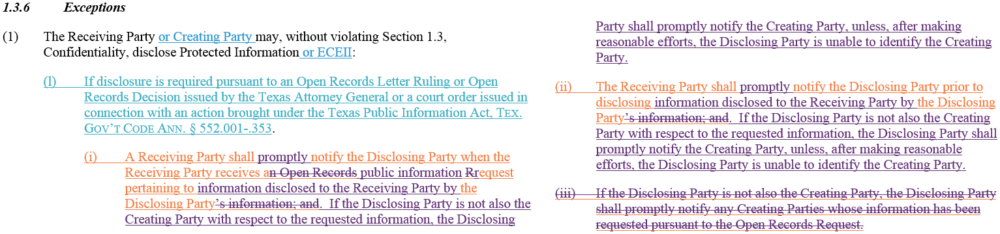 1.3.6 Exceptions
(1) The Receiving Party or Creating Party may, without violating Section 1.3,
Confidentiality, disclose Protected Information or ECEII:
(l) If disclosure is required pursuant to an Open Records Letter Ruling or Open
Records Decision issued by the Texas Attorney General or a court order issued in
connection with an action brought under the Texas Public Information Act, TEX.
GOV'T CODE ANN. § 552.001-.353.
(i) A Receiving Party shall promptly notify the Disclosing Party when the
Receiving Party receives an Open Records public information Rrequest
pertaining to information disclosed to the Receiving Party by the
Disclosing Party's information; and. If the Disclosing Party is not also the
Creating Party with respect to the requested information, the Disclosing
Party shall promptly notify the Creating Party, unless, after making
reasonable efforts, the Disclosing Party is unable to identify the Creating
Party.
(ii) The Receiving Party shall promptly notify the Disclosing Party prior to
disclosing information disclosed to the Receiving Party by the Disclosing
Party's information; and. If the Disclosing Party is not also the Creating
Party with respect to the requested information, the Disclosing Party shall
promptly notify the Creating Party, unless, after making reasonable
efforts, the Disclosing Party is unable to identify the Creating Party.
(iii) If the Disclosing Party is not also the Creating Party, the Disclosing Party
shall promptly notify any Creating Parties whose information has been
requested pursuant to the Open Records Request.